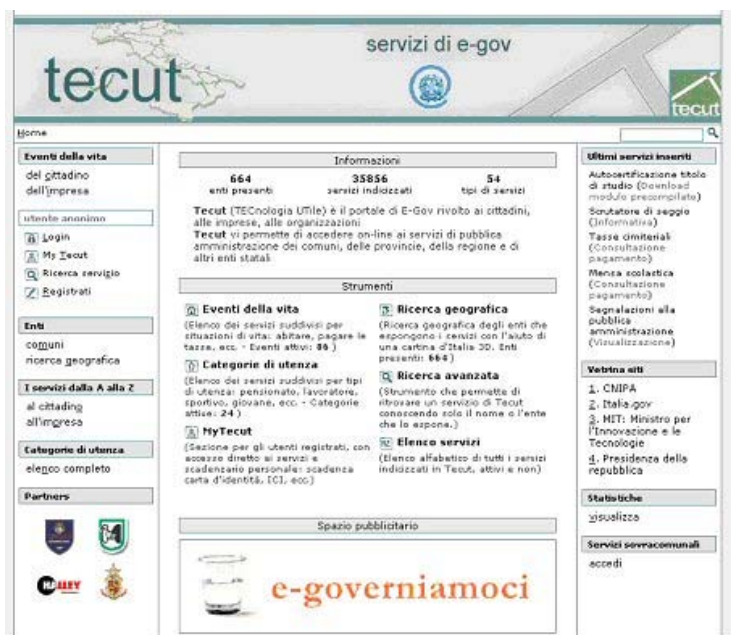 servizi di e-gov
tecut
tecut
Home
Eventi della vita
del cittadino
dell'impresa
utente anonimo
Login
My Tecut
Ricerca servizio
Registrati
Enti
comuni
ricerca geografica
I servizi dalla A alla Z
al cittadino
all'impresa
Categorie di utenza
elenco completo
Partners
HALLEY
Informazioni
664 35856 54
enti presenti servizi indicizzati tipi di servizi
Tecut (TECnologia UTile) è il portale di E-Gov rivolto ai cittadini,
alle imprese, alle organizzazioni
Tecut vi permette di accedere on-line ai servizi di pubblica
amministrazione dei comuni, delle provincie, della regione e di
altri enti statali
Strumenti
Eventi della vita
(Elenco dei servizi suddivisi per
situazioni di vita: abitare, pagare le
tasse, ecc. - Eventi attivi: 86 )
Categorie di utenza
(Elenco dei servizi suddivisi per tipi
di utenza: pensionato, lavoratore,
sportivo, giovane, ecc. - Categorie
attive: 24 )
MyTecut
(Sezione per gli utenti registrati, con
accesso diretto ai servizi e
scadenzario personale: scadenza
carta d'identità, ICI, ecc.)
Ricerca geografica
(Ricerca geografica degli enti che
espongono i servizi con l'aiuto di
una cartina d'Italia 3D. Enti
presenti: 664 )
Ricerca avanzata
(Strumento che permette di
ritrovare un servizio di Tecut
conoscendo solo il nome o l'ente
che lo espone.)
Elenco servizi
(Elenco alfabetico di tutti i servizi
indicizzati in Tecut, attivi e non)
Spazio pubblicitario
e-governiamoci
Ultimi servizi inseriti
Autocertificazione titolo
di studio (Download
modulo precompilato)
Scrutatore di seggio
(Informativa)
Tasse cimiteriali
(Consultazione
pagamento)
Mensa scolastica
(Consultazione
pagamento)
Segnalazioni alla
pubblica
amministrazione
(Visualizzazione)
Vetrina siti
1. CNIPA
2. Italia.gov
3. MIT: Ministro per
l'Innovazione e le
Tecnologie
4. Presidenza della
repubblica
Statistiche
visualizza
Servizi sovracomunali
accedi